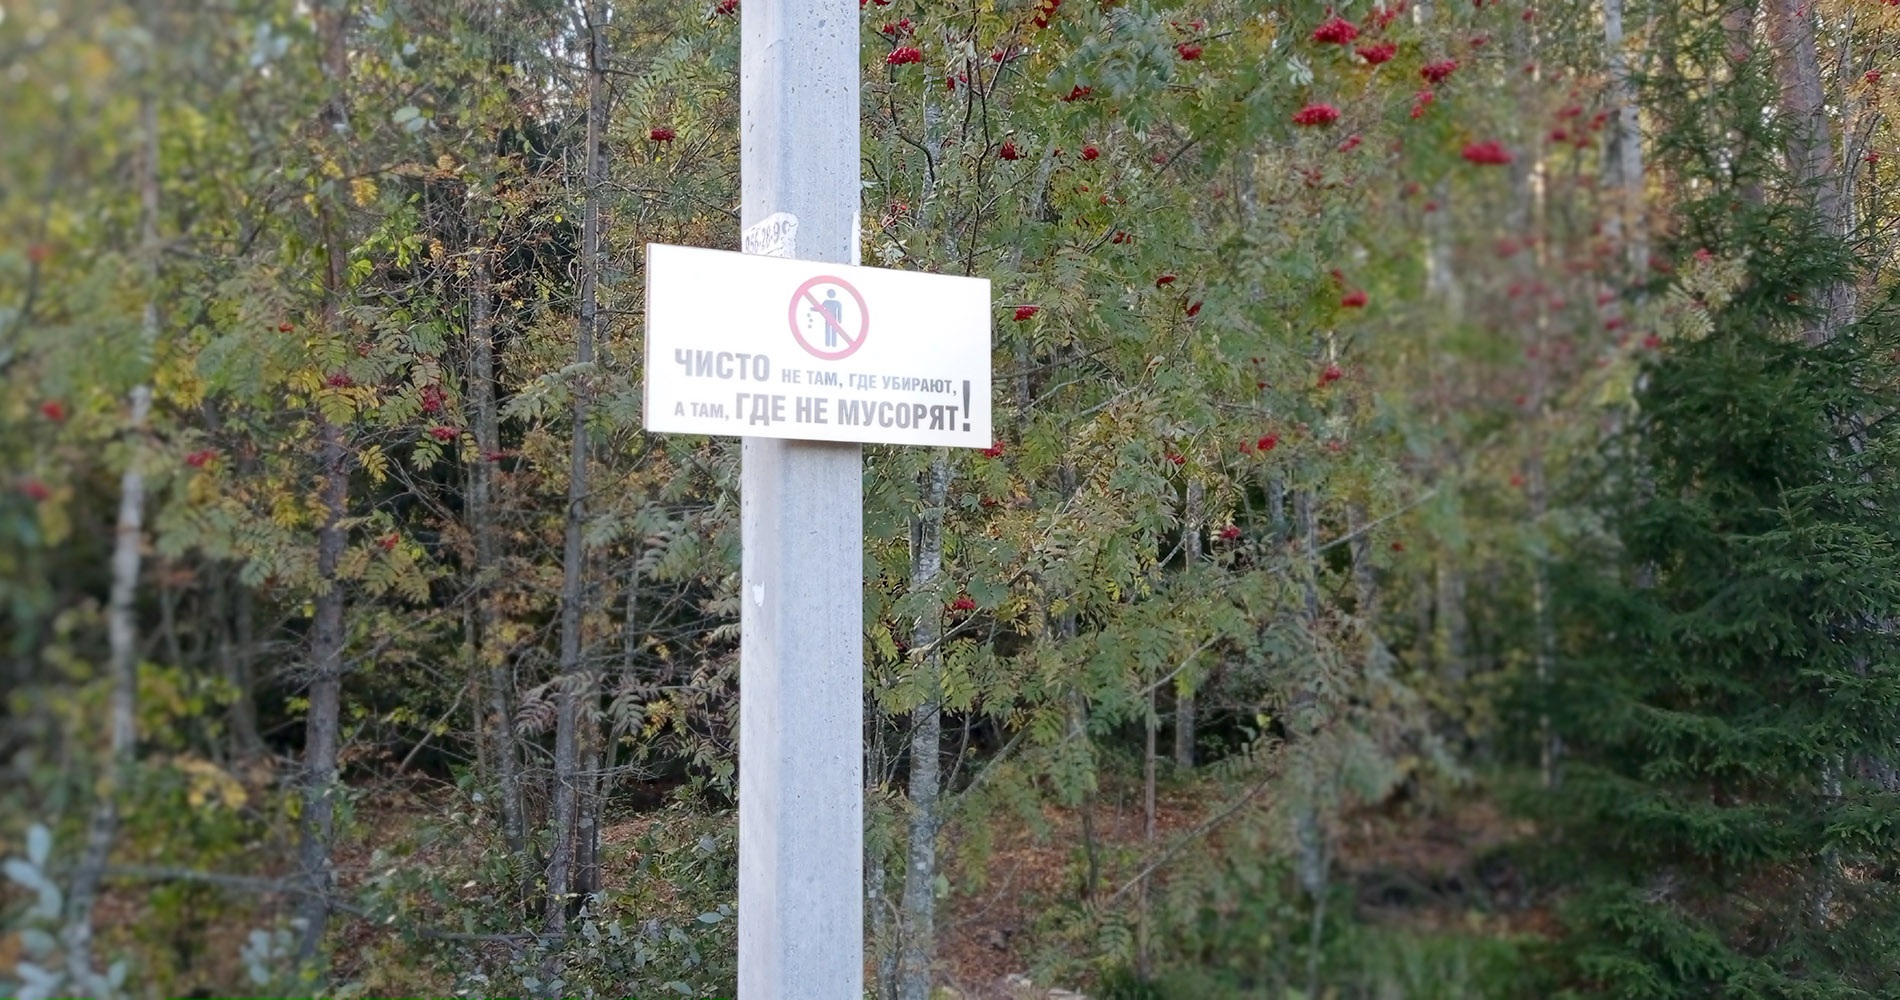 ЧИСТО НЕ ТАМ, ГДЕ УБИРАЮТ,
А ТАМ, ГДЕ НЕ МУСОРЯТ!